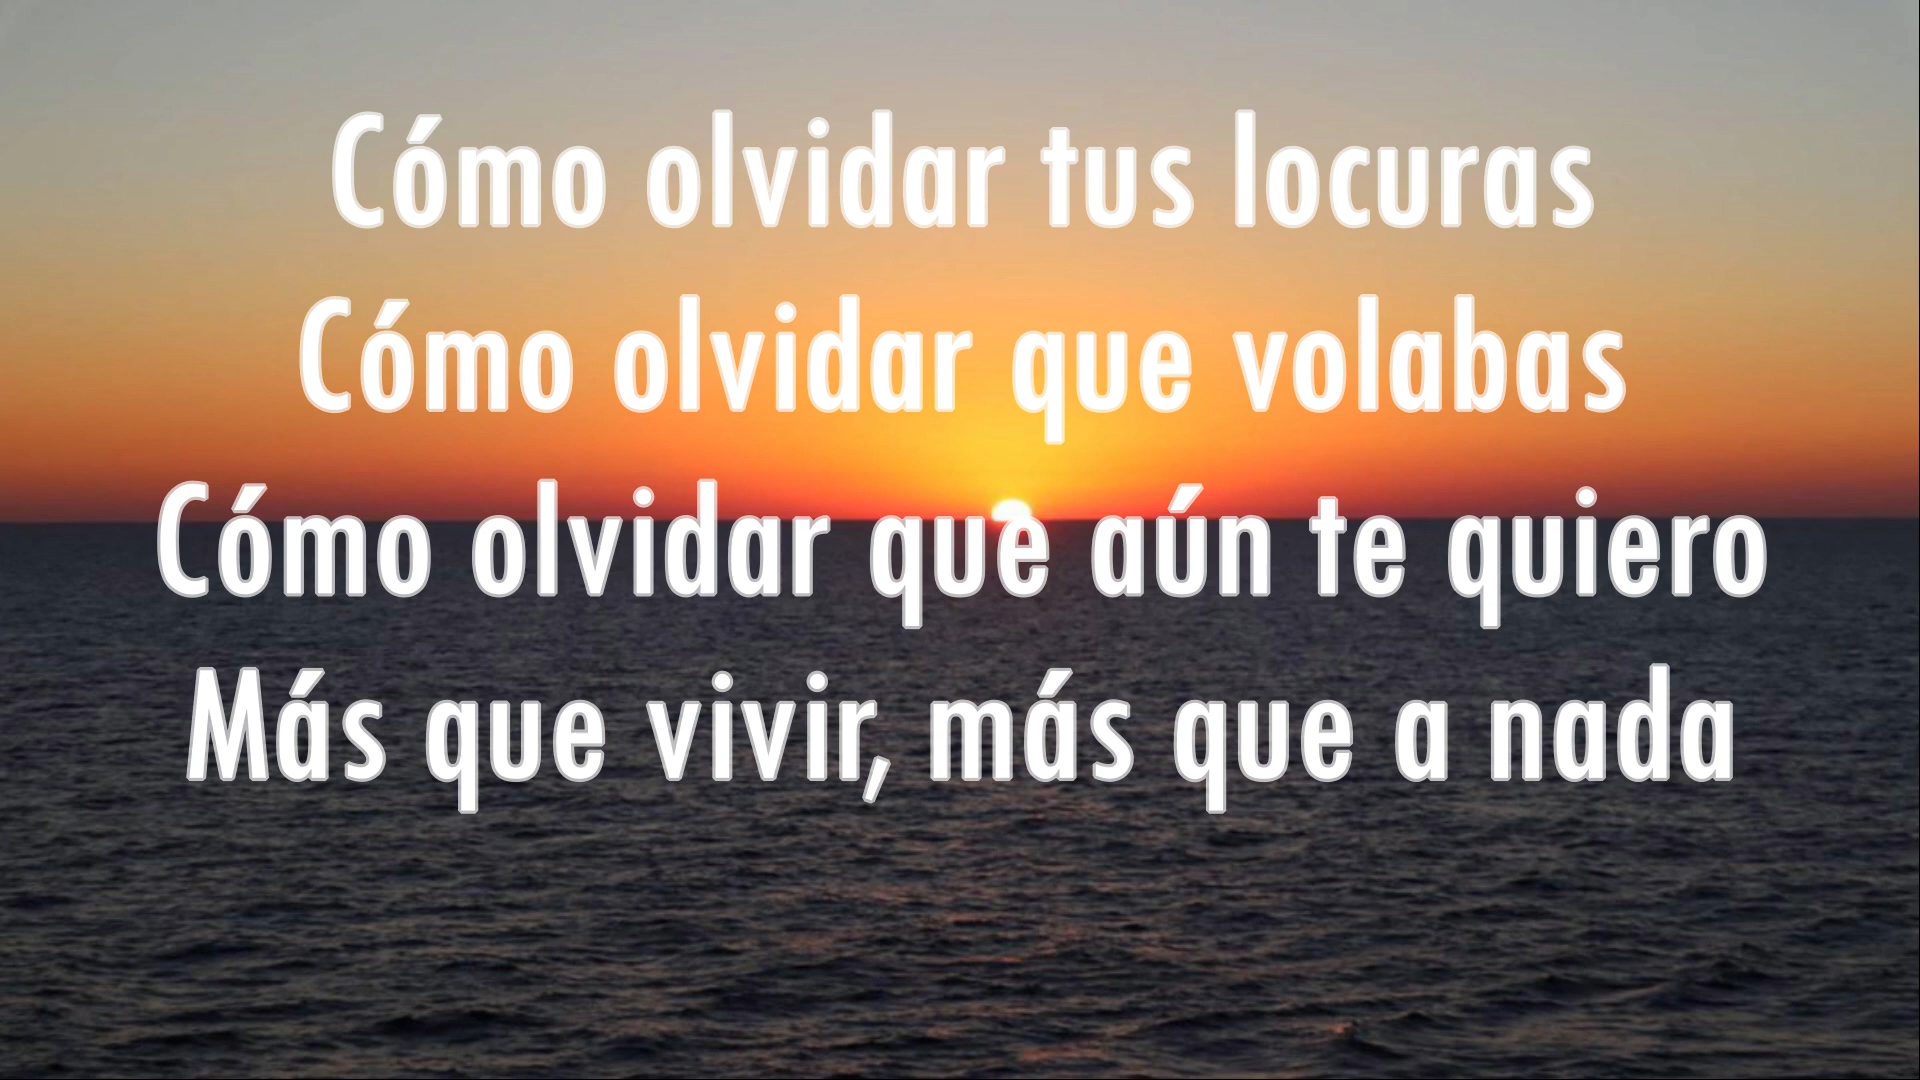 Cómo olvidar tus locuras
Cómo olvidar que volabas
Cómo olvidar que aún te quiero
Más que vivir, más que a nada